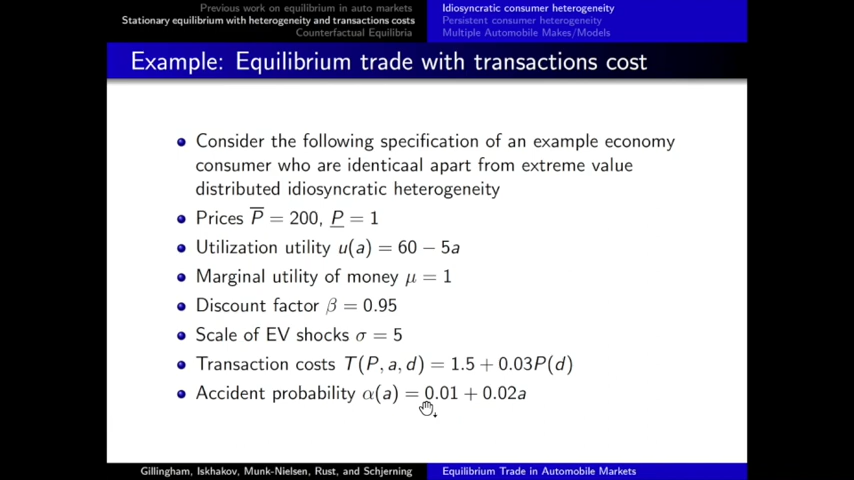 Previous work on equilibrium in auto markets
Stationary equilibrium with heterogeneity and transactions costs
Counterfactual Equilibria
Idiosyncratic consumer heterogeneity
Persistent consumer heterogeneity
Multiple Automobile Makes/Models
Example: Equilibrium trade with transactions cost
Consider the following specification of an example economy
consumer who are identicaal apart from extreme value
distributed idiosyncratic heterogeneity
Prices P̅ = 200, P̲ = 1
Utilization utility u(a) = 60 − 5a
Marginal utility of money μ = 1
Discount factor β = 0.95
Scale of EV shocks σ = 5
Transaction costs T(P, a, d) = 1.5 + 0.03P(d)
Accident probability α(a) = 0.01 + 0.02a
Gillingham, Iskhakov, Munk-Nielsen, Rust, and Schjerning
Equilibrium Trade in Automobile Markets